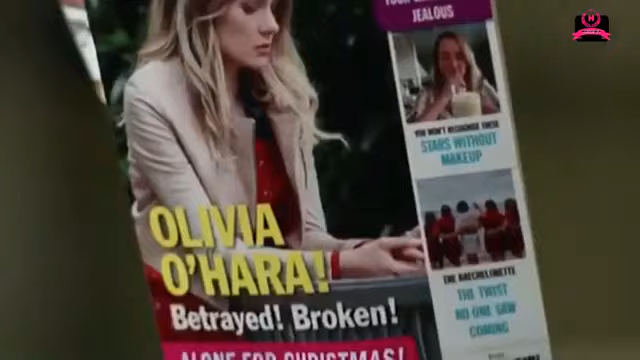 JEALOUS
YOU WON'T RECOGNISE THESE
STARS WITHOUT
MAKEUP
OLIVIA
O'HARA!
Betrayed! Broken!
ALONE FOR CHRISTMAS!
THE BACHELORETTE
THE TWIST
NO ONE SAW
COMING